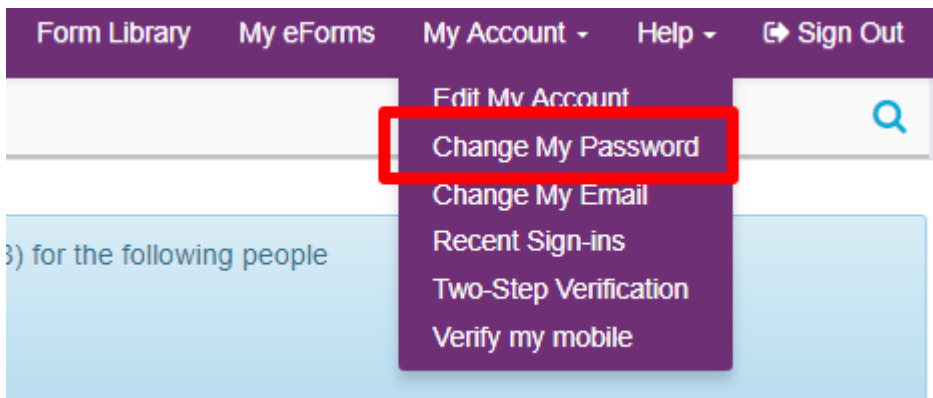 Form Library My eForms My Account Help Sign Out
Edit My Account
Change My Password
Change My Email
) for the following people
Recent Sign-ins
Two-Step Verification
Verify my mobile